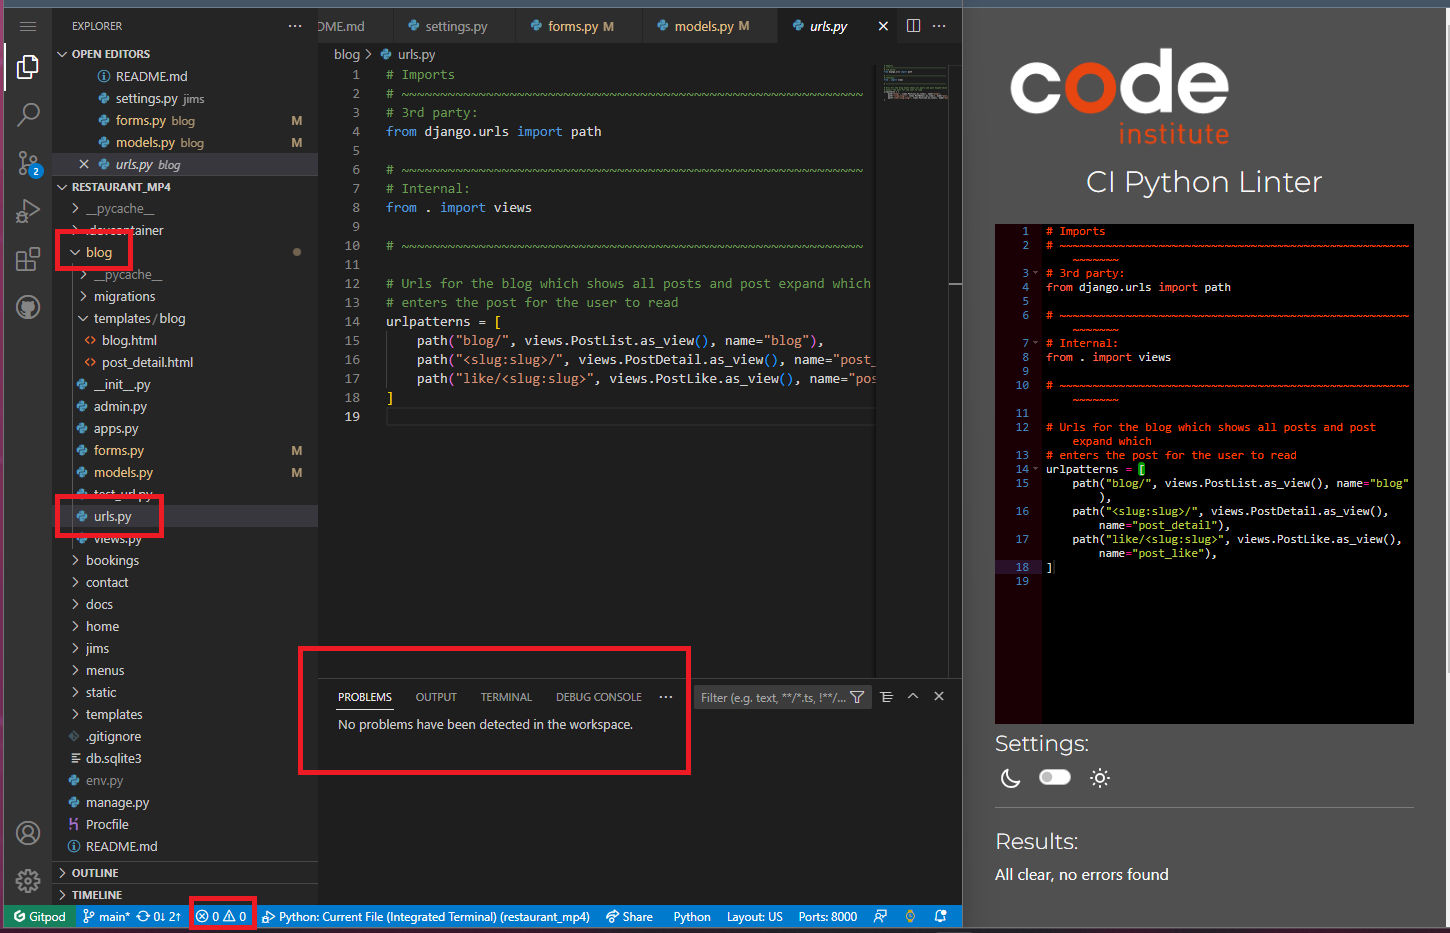 EXPLORER
OPEN EDITORS
README.md
settings.py jims
forms.py blog M
models.py blog M
urls.py blog
RESTAURANT_MP4
__pycache__
.devcontainer
blog
__pycache__
migrations
templates/blog
blog.html
post_detail.html
__init__.py
admin.py
apps.py
forms.py M
models.py M
test_url.py
urls.py
views.py
bookings
contact
docs
home
jims
menus
static
templates
.gitignore
db.sqlite3
env.py
manage.py
Procfile
README.md
OUTLINE
TIMELINE
2
DME.md settings.py forms.py M models.py M urls.py
blog > urls.py
1 # Imports
2 # ~~~~~~~~~~~~~~~~~~~~~~~~~~~~~~~~~~~~~~~~~~~~~~~~~~~~~~~~~~~~
3 # 3rd party:
4 from django.urls import path
5
6 # ~~~~~~~~~~~~~~~~~~~~~~~~~~~~~~~~~~~~~~~~~~~~~~~~~~~~~~~~~~~~
7 # Internal:
8 from . import views
9
10 # ~~~~~~~~~~~~~~~~~~~~~~~~~~~~~~~~~~~~~~~~~~~~~~~~~~~~~~~~~~~~
11
12 # Urls for the blog which shows all posts and post expand which
13 # enters the post for the user to read
14 urlpatterns = [
15 path("blog/", views.PostList.as_view(), name="blog"),
16 path("<slug:slug>/", views.PostDetail.as_view(), name="post_
17 path("like/<slug:slug>", views.PostLike.as_view(), name="pos
18 ]
19
PROBLEMS OUTPUT TERMINAL DEBUG CONSOLE ··· Filter (e.g. text, **/*.ts, !**/...
No problems have been detected in the workspace.
Gitpod main* 0↓ 2↑ 0 0 Python: Current File (Integrated Terminal) (restaurant_mp4) Share Python Layout: US Ports: 8000
code
institute
CI Python Linter
1 # Imports
2 # ~~~~~~~~~~~~~~~~~~~~~~~~~~~~~~~~~~~~~~~~~~~~~~~~~~~~~
~~~~~~~
3 # 3rd party:
4 from django.urls import path
5
6 # ~~~~~~~~~~~~~~~~~~~~~~~~~~~~~~~~~~~~~~~~~~~~~~~~~~~~~
~~~~~~~
7 # Internal:
8 from . import views
9
10 # ~~~~~~~~~~~~~~~~~~~~~~~~~~~~~~~~~~~~~~~~~~~~~~~~~~~~~
~~~~~~~
11
12 # Urls for the blog which shows all posts and post
expand which
13 # enters the post for the user to read
14 urlpatterns = [
15 path("blog/", views.PostList.as_view(), name="blog"
),
16 path("<slug:slug>/", views.PostDetail.as_view(),
name="post_detail"),
17 path("like/<slug:slug>", views.PostLike.as_view(),
name="post_like"),
18 ]
19
Settings:
Results:
All clear, no errors found